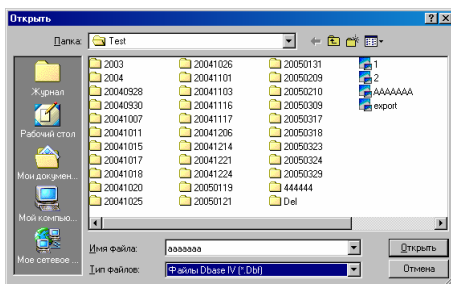 Открыть
Папка:
Test
Журнал
Рабочий стол
Мои докумен...
Мой компью...
Мое сетевое ...
2003
2004
20040928
20040930
20041007
20041011
20041015
20041017
20041018
20041020
20041025
20041026
20041101
20041103
20041116
20041117
20041206
20041214
20041221
20041224
20050119
20050121
20050131
20050209
20050210
20050309
20050317
20050318
20050323
20050324
20050329
444444
Del
1
2
AAAAAAA
export
Имя файла:
aaaaaaa
Открыть
Тип файлов:
Файлы Dbase IV (*.Dbf)
Отмена